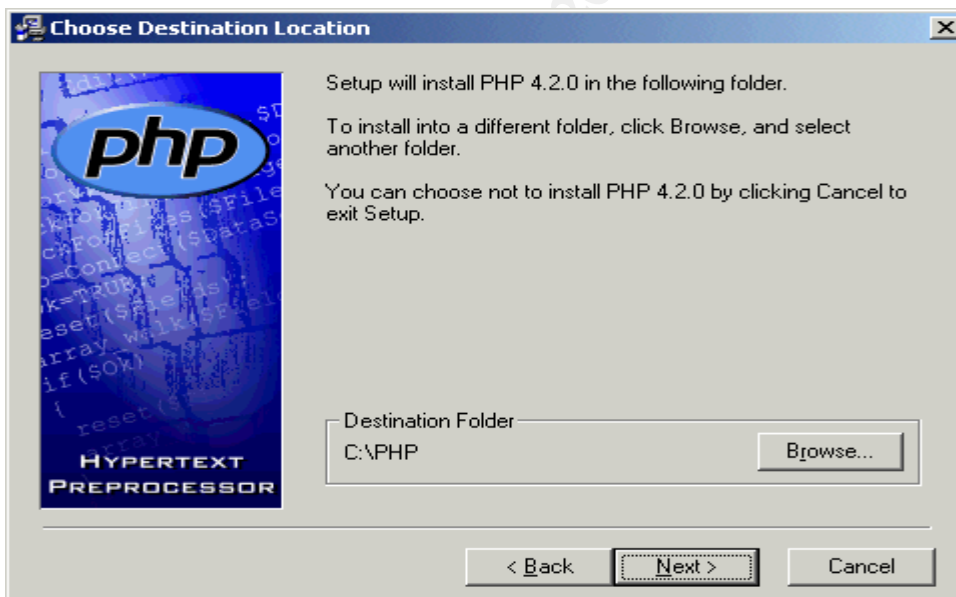 Choose Destination Location
Setup will install PHP 4.2.0 in the following folder.
To install into a different folder, click Browse, and select
another folder.
You can choose not to install PHP 4.2.0 by clicking Cancel to
exit Setup.
php
HYPERTEXT
PREPROCESSOR
Destination Folder
C:\PHP
Browse...
< Back
Next >
Cancel